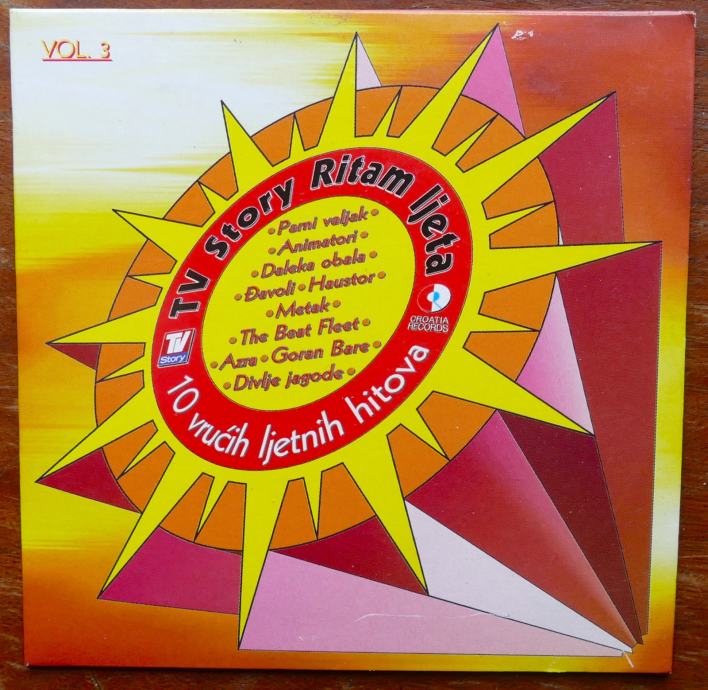 VOL. 3
TV Story Ritam ljeta
•Parni valjak•
•Animatori•
•Daleka obala•
•Đavoli•Haustor•
•Metak•
•The Beat Fleet•
•Azra•Goran Bare•
•Divlje jagode•
CROATIA
RECORDS
TV
Story
10 vrućih ljetnih hitova